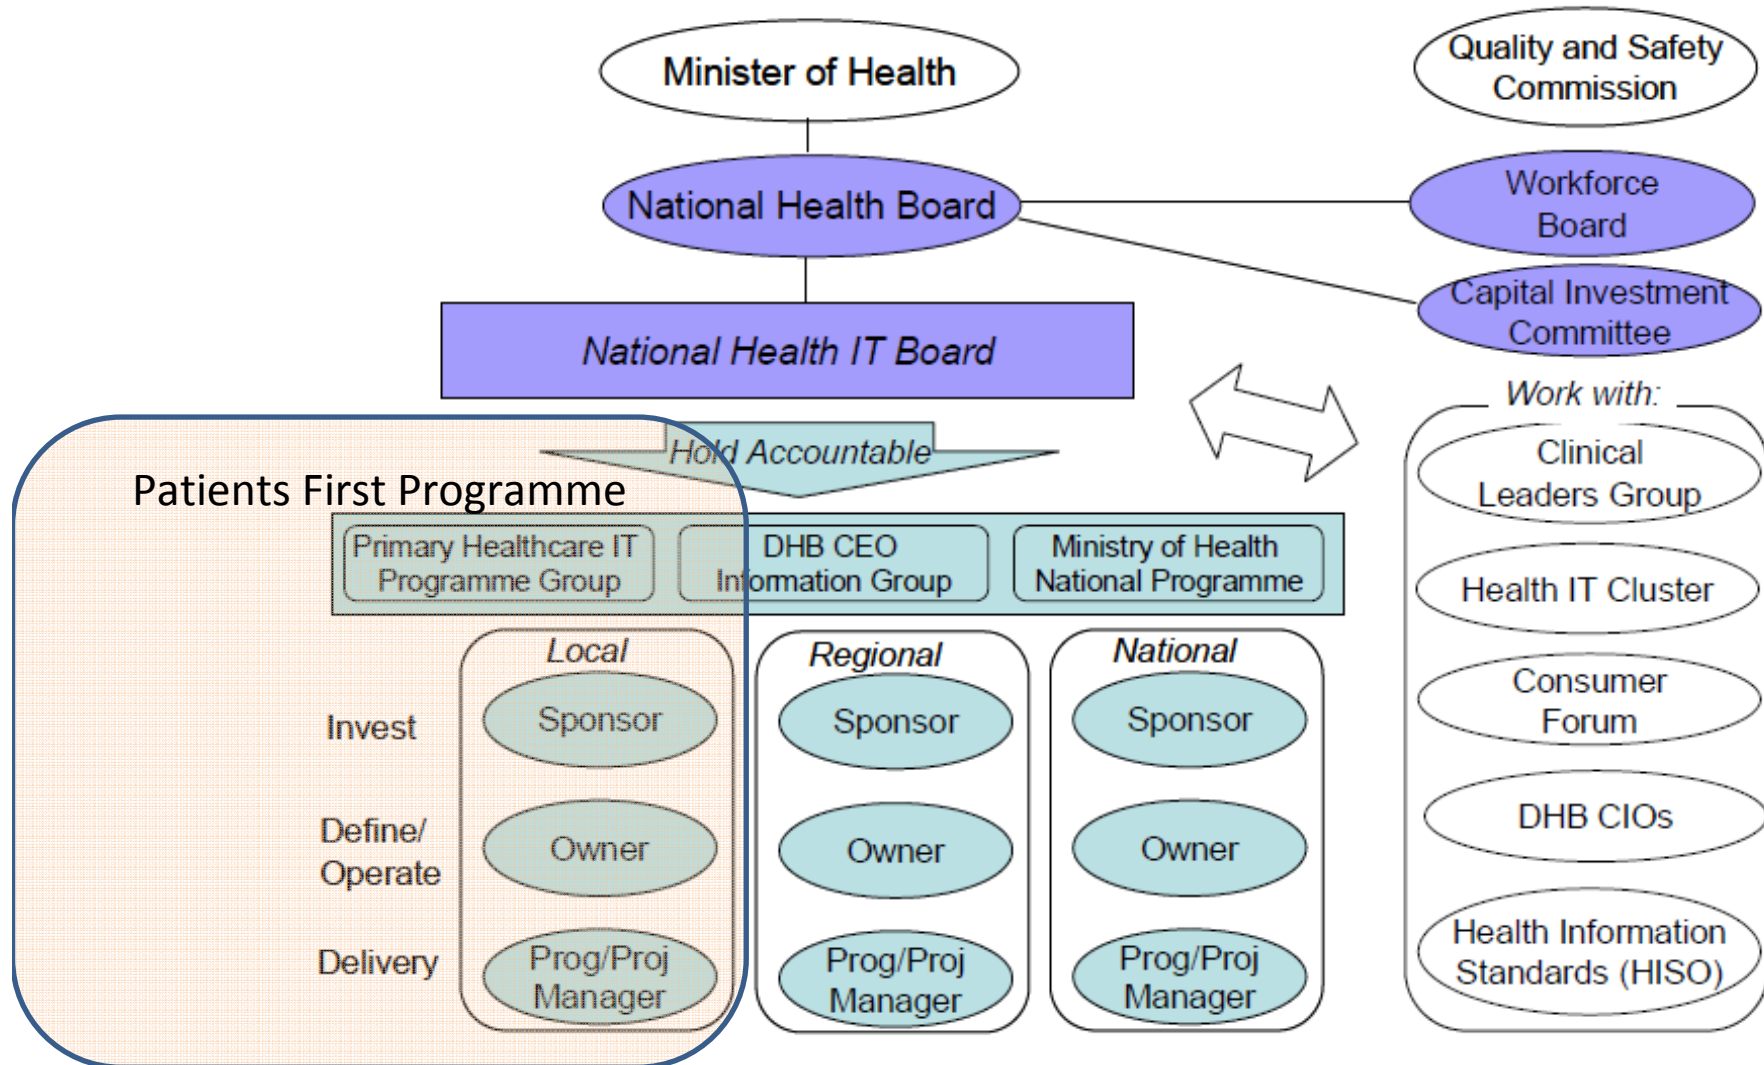 Minister of Health
Quality and Safety
Commission
National Health Board
Workforce
Board
Capital Investment
Committee
National Health IT Board
Work with:
Hold Accountable
Patients First Programme
Primary Healthcare IT
Programme Group
DHB CEO
Information Group
Ministry of Health
National Programme
Local
Regional
National
Invest
Sponsor
Sponsor
Sponsor
Define/
Operate
Owner
Owner
Owner
Delivery
Prog/Proj
Manager
Prog/Proj
Manager
Prog/Proj
Manager
Clinical
Leaders Group
Health IT Cluster
Consumer
Forum
DHB CIOs
Health Information
Standards (HISO)